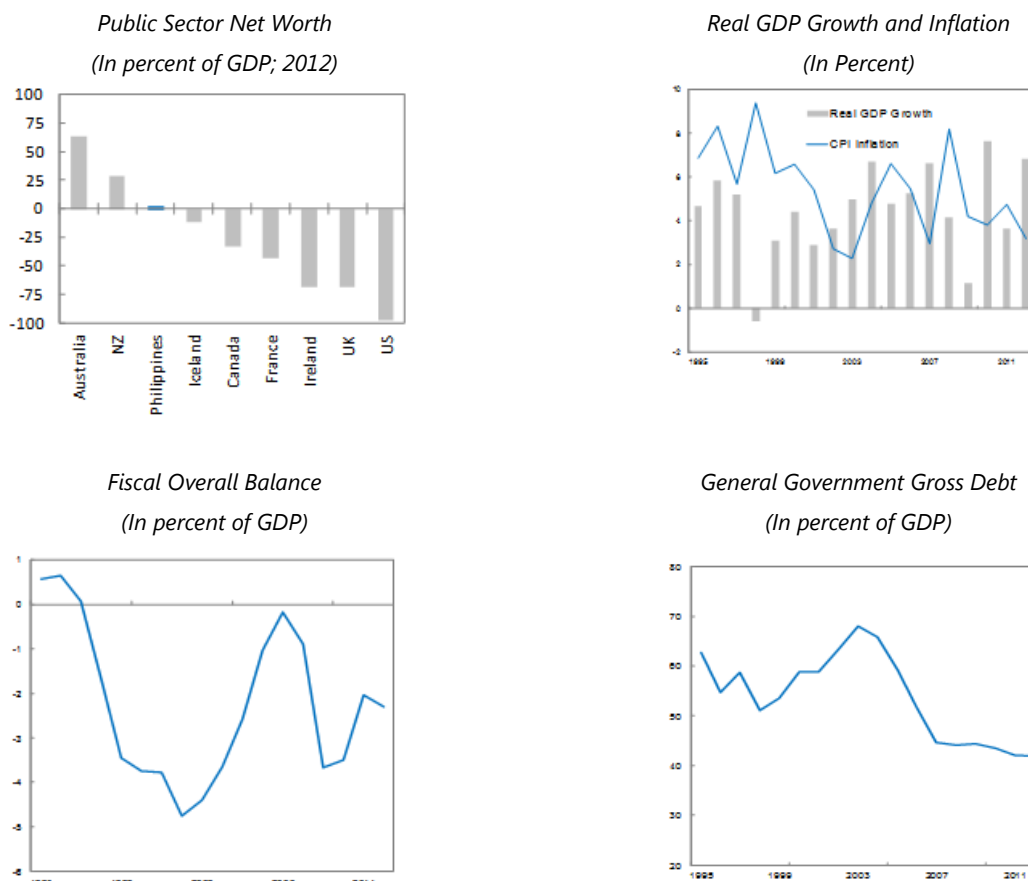 Public Sector Net Worth
(In percent of GDP; 2012)
100
75
50
25
0
-25
-50
-75
-100
Australia
NZ
Philippines
Iceland
Canada
France
Ireland
UK
US
Real GDP Growth and Inflation
(In Percent)
10
8
6
4
2
0
-2
Real GDP Growth
CPI Inflation
1995
1999
2003
2007
2011
Fiscal Overall Balance
(In percent of GDP)
1
0
-1
-2
-3
-4
-5
-6
General Government Gross Debt
(In percent of GDP)
80
70
60
50
40
30
20
1995
1999
2003
2007
2011